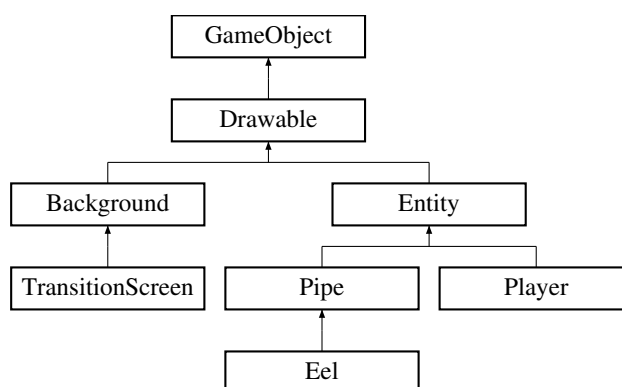 GameObject
Drawable
Background
Entity
TransitionScreen
Pipe
Player
Eel